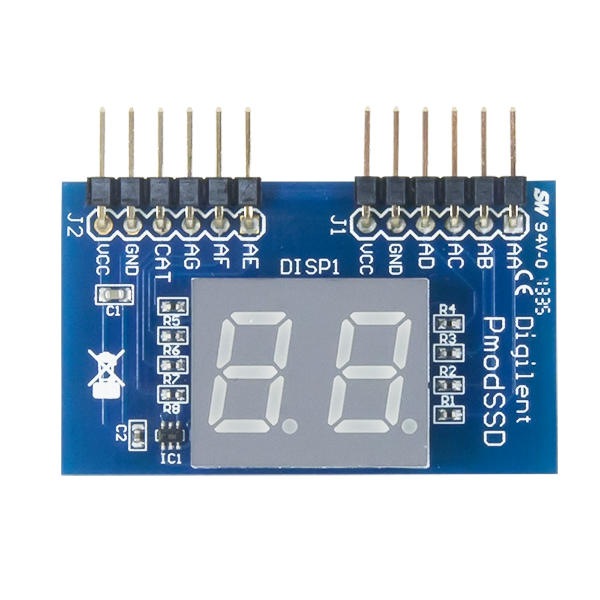 J2
VCC
GND
CAT
AG
AF
AE
J1
VCC
GND
AD
AC
AB
AA
SW 94V-0 1335
DISP1
C1
R5
R6
R7
R8
C2
IC1
R4
R3
R2
R1
CE Digilent
PmodSSD